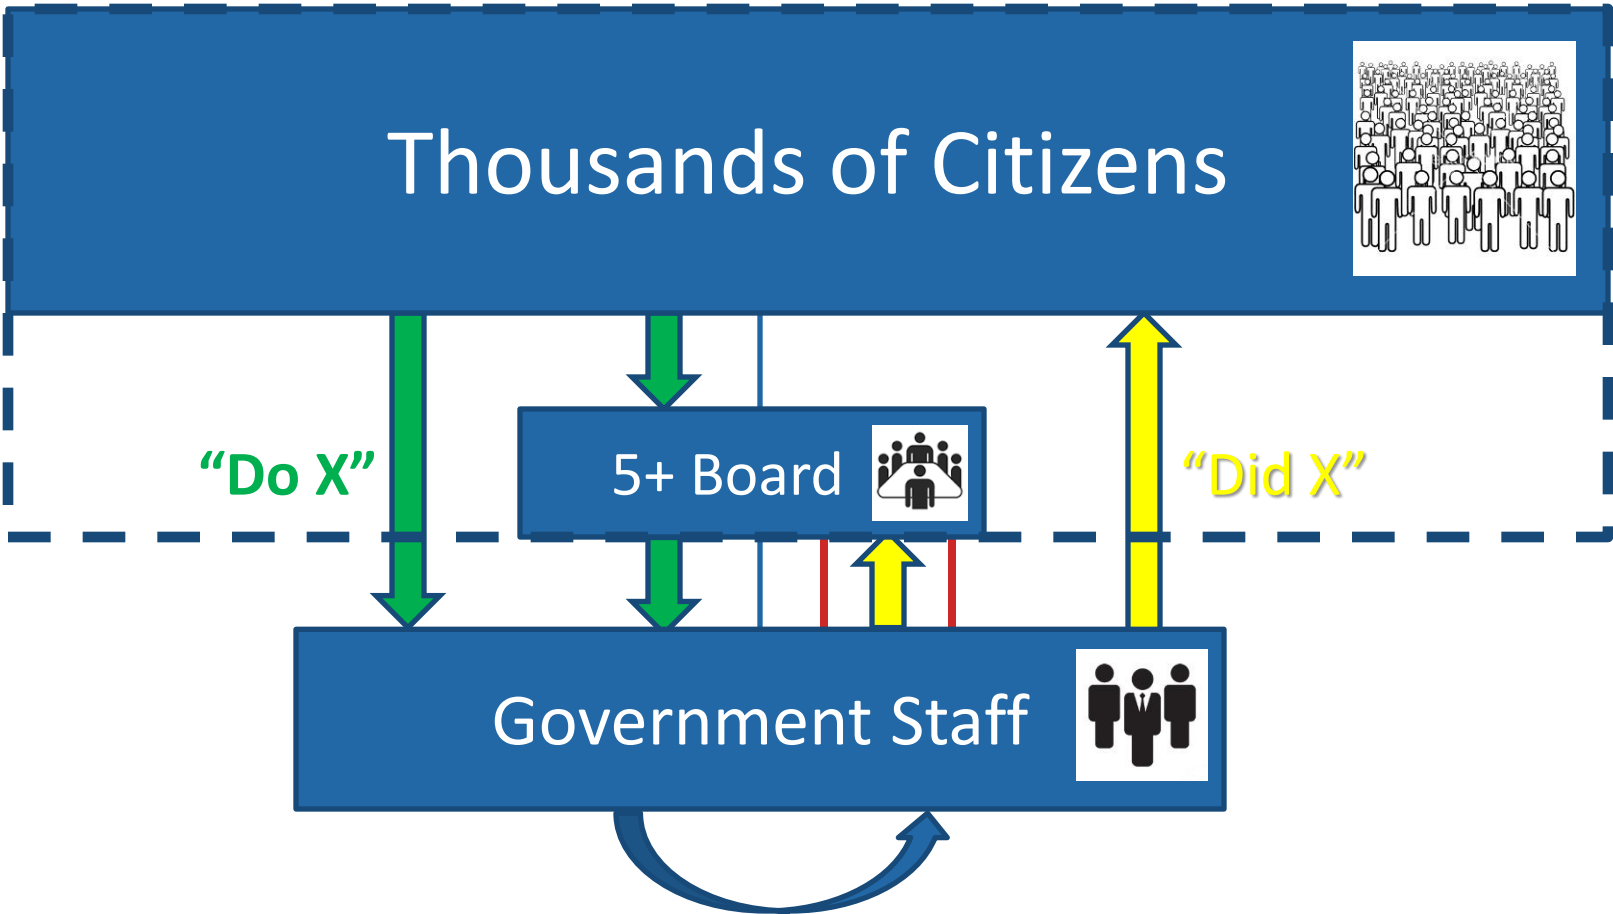 Thousands of Citizens
“Do X”
5+ Board
“Did X”
Government Staff